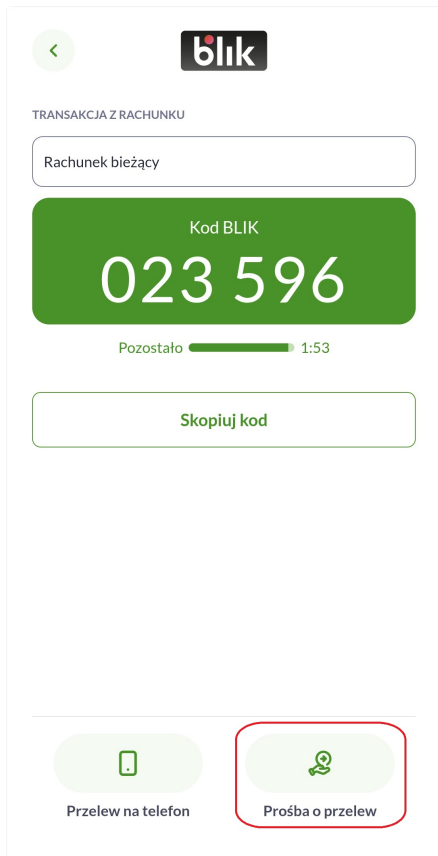 blik
TRANSAKCJA Z RACHUNKU
Rachunek bieżący
Kod BLIK
023 596
Pozostało 1:53
Skopiuj kod
Przelew na telefon
Prośba o przelew